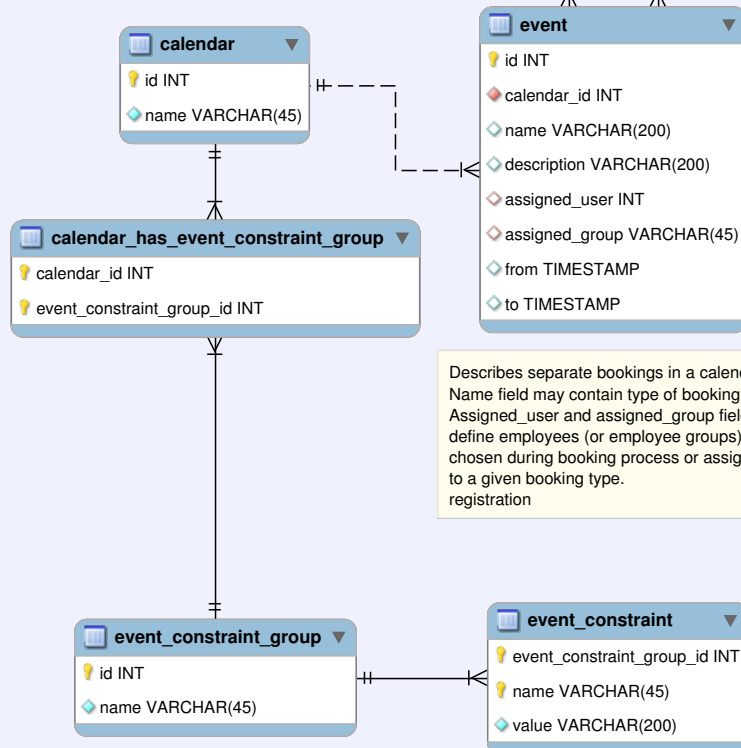 calendar
id INT
name VARCHAR(45)
event
id INT
calendar_id INT
name VARCHAR(200)
description VARCHAR(200)
assigned_user INT
assigned_group VARCHAR(45)
from TIMESTAMP
to TIMESTAMP
calendar_has_event_constraint_group
calendar_id INT
event_constraint_group_id INT
Describes separate bookings in a
Name field may contain type of booking
Assigned_user and assigned_group
define employees (or employee groups)
chosen during booking process or
to a given booking type.
registration
event_constraint_group
id INT
name VARCHAR(45)
event_constraint
event_constraint_group_id INT
name VARCHAR(45)
value VARCHAR(200)